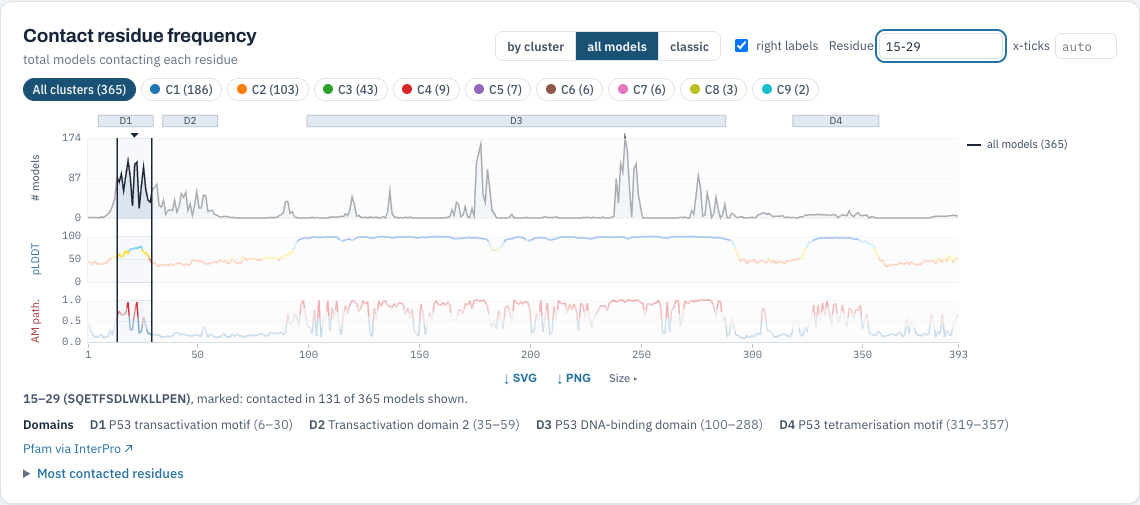 Contact residue frequency
total models contacting each residue
by cluster all models classic right labels Residue 15-29 x-ticks auto
All clusters (365) C1 (186) C2 (103) C3 (43) C4 (9) C5 (7) C6 (6) C7 (6) C8 (3) C9 (2)
D1 D2 D3 D4
174
87
0
# models
all models (365)
100
50
0
pLDDT
1.0
0.5
0.0
AM path.
1 50 100 150 200 250 300 350 393
↓ SVG ↓ PNG Size ▸
15–29 (SQETFSDLWKLLPEN), marked: contacted in 131 of 365 models shown.
Domains D1 P53 transactivation motif (6–30) D2 Transactivation domain 2 (35–59) D3 P53 DNA-binding domain (100–288) D4 P53 tetramerisation motif (319–357)
Pfam via InterPro ↗
▶ Most contacted residues